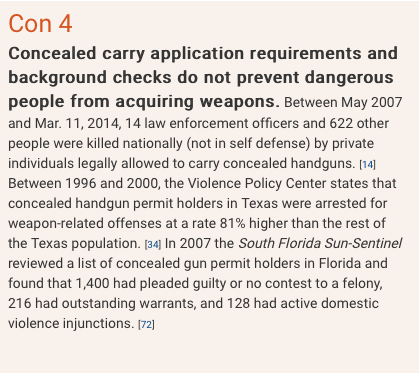 Con 4
Concealed carry application requirements and
background checks do not prevent dangerous
people from acquiring weapons. Between May 2007
and Mar. 11, 2014, 14 law enforcement officers and 622 other
people were killed nationally (not in self defense) by private
individuals legally allowed to carry concealed handguns. [14]
Between 1996 and 2000, the Violence Policy Center states that
concealed handgun permit holders in Texas were arrested for
weapon-related offenses at a rate 81% higher than the rest of
the Texas population. [34] In 2007 the South Florida Sun-Sentinel
reviewed a list of concealed gun permit holders in Florida and
found that 1,400 had pleaded guilty or no contest to a felony,
216 had outstanding warrants, and 128 had active domestic
violence injunctions. [72]